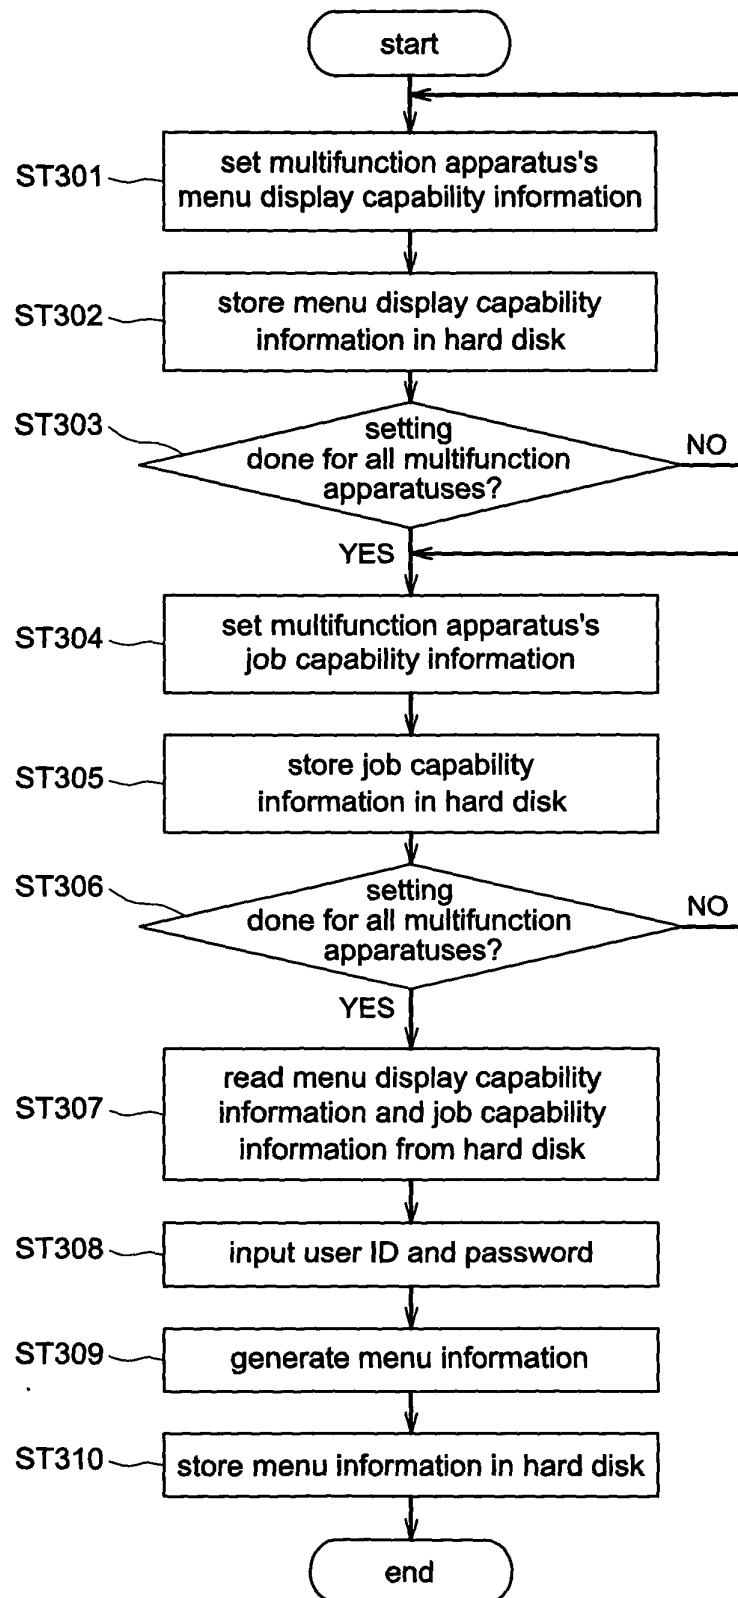 start
ST301
set multifunction apparatus's
menu display capability information
ST302
store menu display capability
information in hard disk
ST303
setting
done for all multifunction
apparatuses?
NO
YES
ST304
set multifunction apparatus's
job capability information
ST305
store job capability
information in hard disk
ST306
setting
done for all multifunction
apparatuses?
NO
YES
ST307
read menu display capability
information and job capability
information from hard disk
ST308
input user ID and password
ST309
generate menu information
ST310
store menu information in hard disk
end